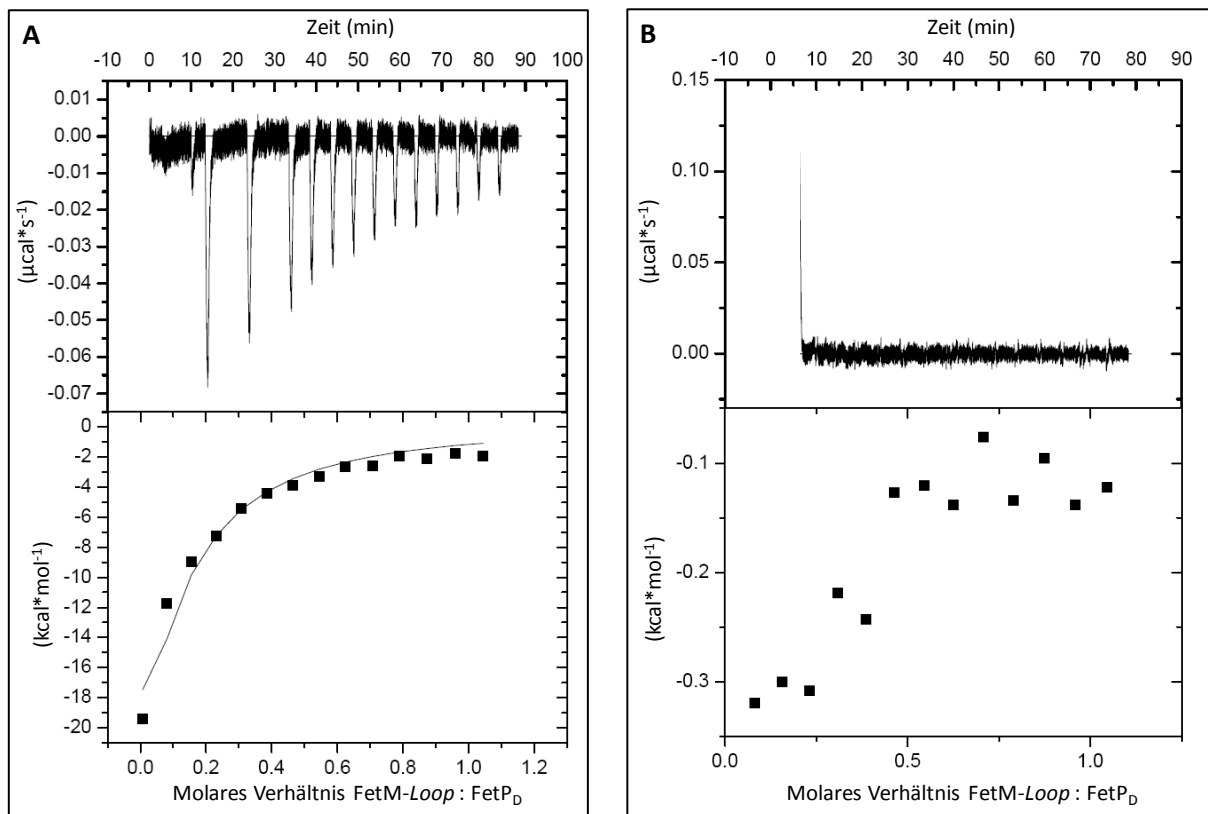 A
Zeit (min)
-10 0 10 20 30 40 50 60 70 80 90 100
0.01
0.00
-0.01
-0.02
-0.03
-0.04
-0.05
-0.06
-0.07
(µcal*s⁻¹)
0
-2
-4
-6
-8
-10
-12
-14
-16
-18
-20
(kcal*mol⁻¹)
0.0 0.2 0.4 0.6 0.8 1.0 1.2
Molares Verhältnis FetM-Loop : FetP_D
B
Zeit (min)
-10 0 10 20 30 40 50 60 70 80 90
0.15
0.10
0.05
0.00
(µcal*s⁻¹)
-0.1
-0.2
-0.3
(kcal*mol⁻¹)
0.0 0.5 1.0
Molares Verhältnis FetM-Loop : FetP_D